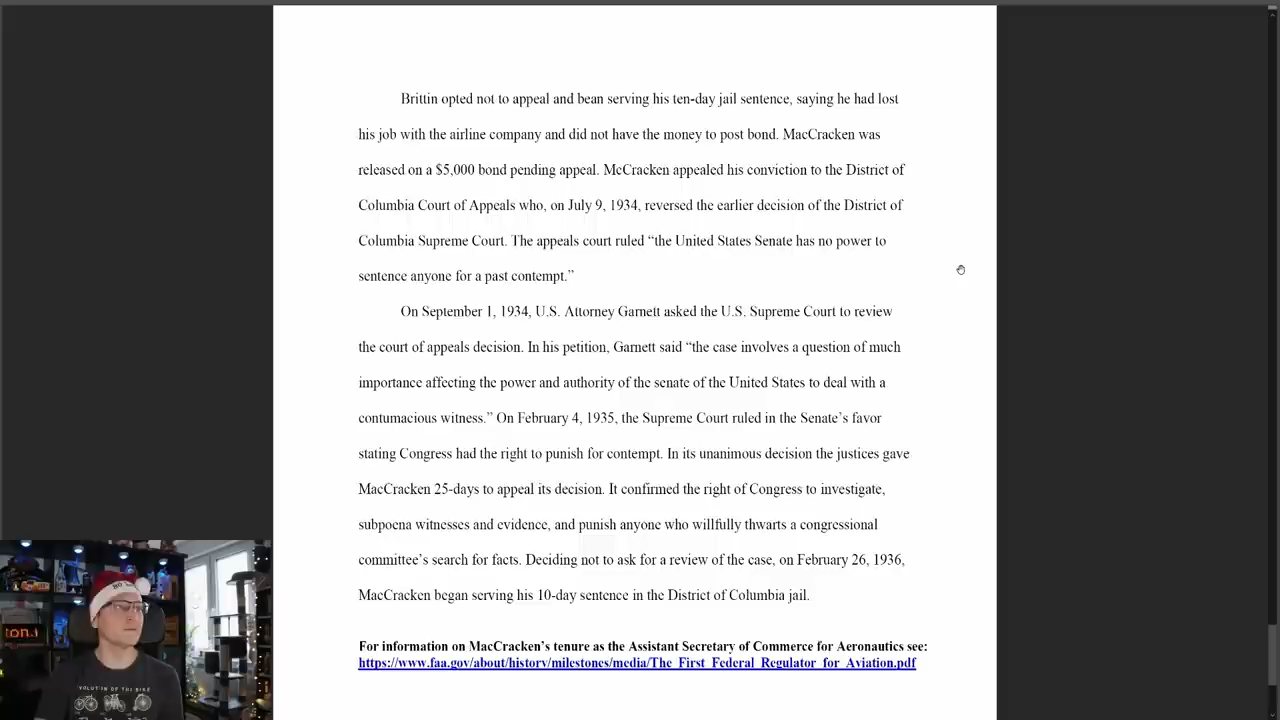 Brittin opted not to appeal and bean serving his ten-day jail sentence, saying he had lost
his job with the airline company and did not have the money to post bond. MacCracken was
released on a $5,000 bond pending appeal. McCracken appealed his conviction to the District of
Columbia Court of Appeals who, on July 9, 1934, reversed the earlier decision of the District of
Columbia Supreme Court. The appeals court ruled “the United States Senate has no power to
sentence anyone for a past contempt.”
On September 1, 1934, U.S. Attorney Garnett asked the U.S. Supreme Court to review
the court of appeals decision. In his petition, Garnett said “the case involves a question of much
importance affecting the power and authority of the senate of the United States to deal with a
contumacious witness.” On February 4, 1935, the Supreme Court ruled in the Senate’s favor
stating Congress had the right to punish for contempt. In its unanimous decision the justices gave
MacCracken 25-days to appeal its decision. It confirmed the right of Congress to investigate,
subpoena witnesses and evidence, and punish anyone who willfully thwarts a congressional
committee’s search for facts. Deciding not to ask for a review of the case, on February 26, 1936,
MacCracken began serving his 10-day sentence in the District of Columbia jail.
For information on MacCracken’s tenure as the Assistant Secretary of Commerce for Aeronautics see:
https://www.faa.gov/about/history/milestones/media/The_First_Federal_Regulator_for_Aviation.pdf
ton.
VOLUTION OF THE BIKE